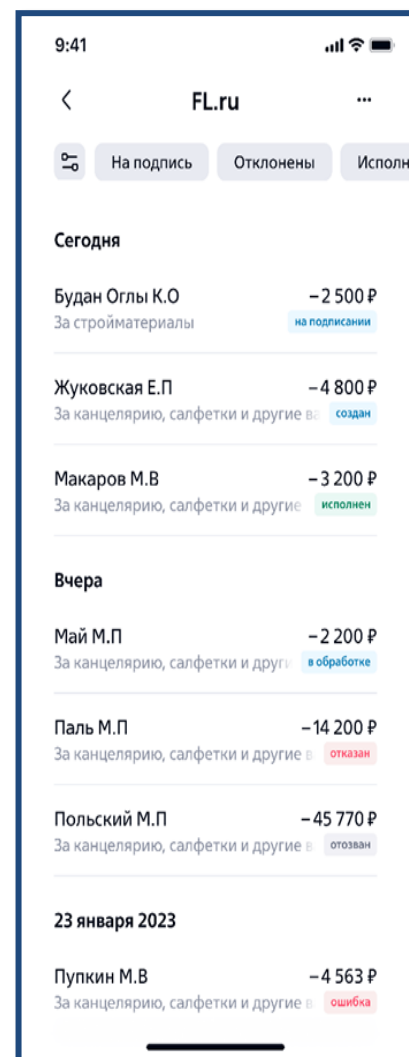 9:41
FL.ru
На подпись Отклонены Исполн
Сегодня
Будан Оглы К.О −2 500 ₽
За стройматериалы на подписании
Жуковская Е.П −4 800 ₽
За канцелярию, салфетки и другие ва создан
Макаров М.В −3 200 ₽
За канцелярию, салфетки и другие исполнен
Вчера
Май М.П −2 200 ₽
За канцелярию, салфетки и други в обработке
Паль М.П −14 200 ₽
За канцелярию, салфетки и другие в отказан
Польский М.П −45 770 ₽
За канцелярию, салфетки и другие в отозван
23 января 2023
Пупкин М.В −4 563 ₽
За канцелярию, салфетки и другие в ошибка